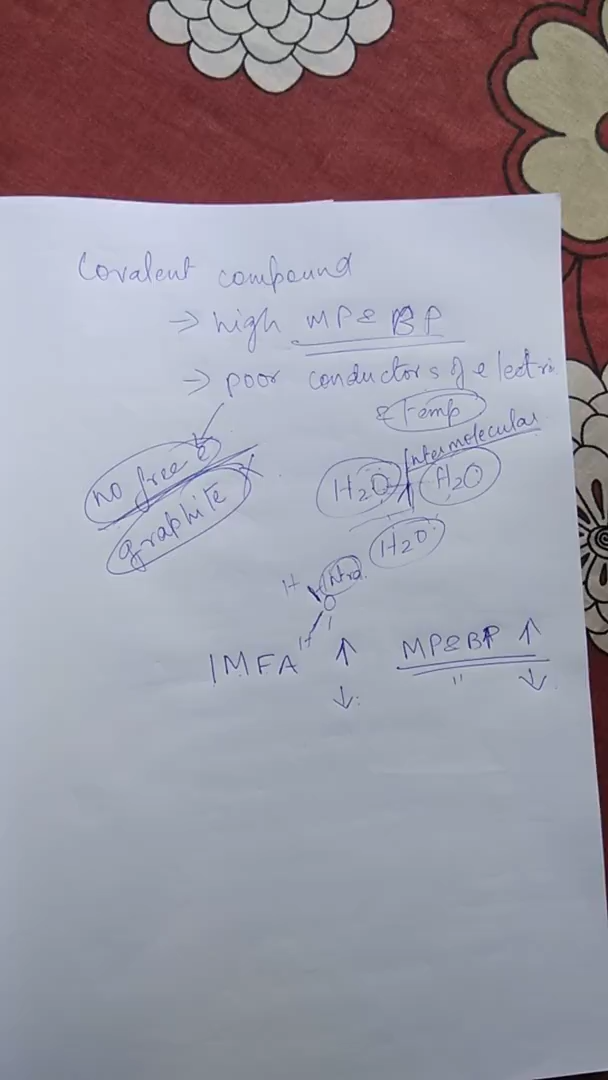 Covalent compound
→ high MP & BP
→ poor conductors of electri
& temp
no free e
graphite
Intermolecular
H2O H2O
H2O
H Intra
O
H
IMFA ↑ MP & BP ↑
↓ " ↓